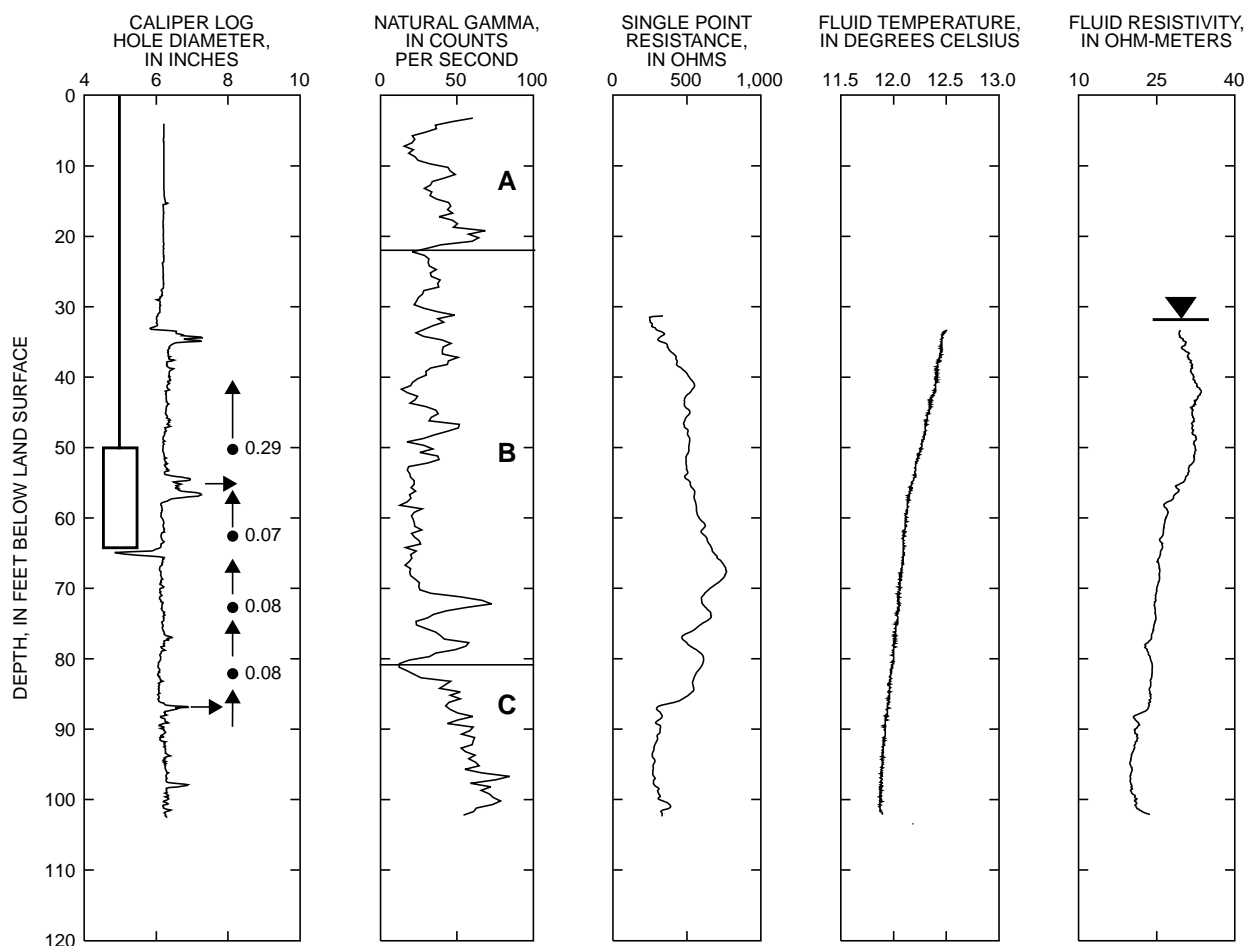 CALIPER LOG
HOLE DIAMETER,
IN INCHES
4 6 8 10
NATURAL GAMMA,
IN COUNTS
PER SECOND
0 50 100
SINGLE POINT
RESISTANCE,
IN OHMS
0 500 1,000
FLUID TEMPERATURE,
IN DEGREES CELSIUS
11.5 12.0 12.5 13.0
FLUID RESISTIVITY,
IN OHM-METERS
10 25 40
DEPTH, IN FEET BELOW LAND SURFACE
0
10
20
30
40
50
60
70
80
90
100
110
120
0.29
0.07
0.08
0.08
A
B
C